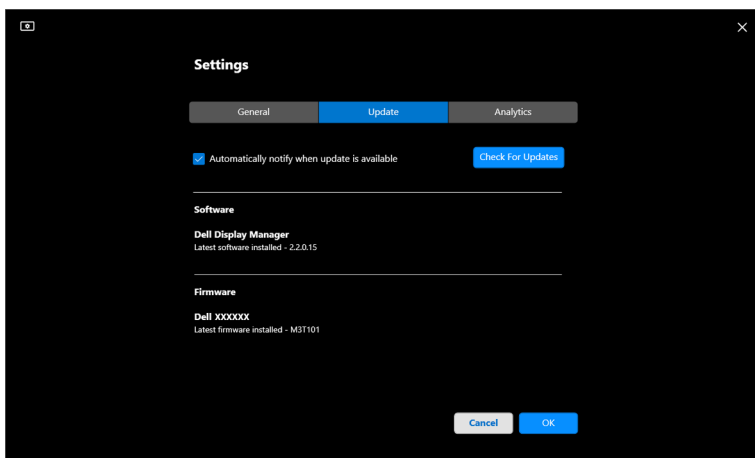 Settings
General
Update
Analytics
Automatically notify when update is available
Check For Updates
Software
Dell Display Manager
Latest software installed - 2.2.0.15
Firmware
Dell XXXXXX
Latest firmware installed - M3T101
Cancel
OK